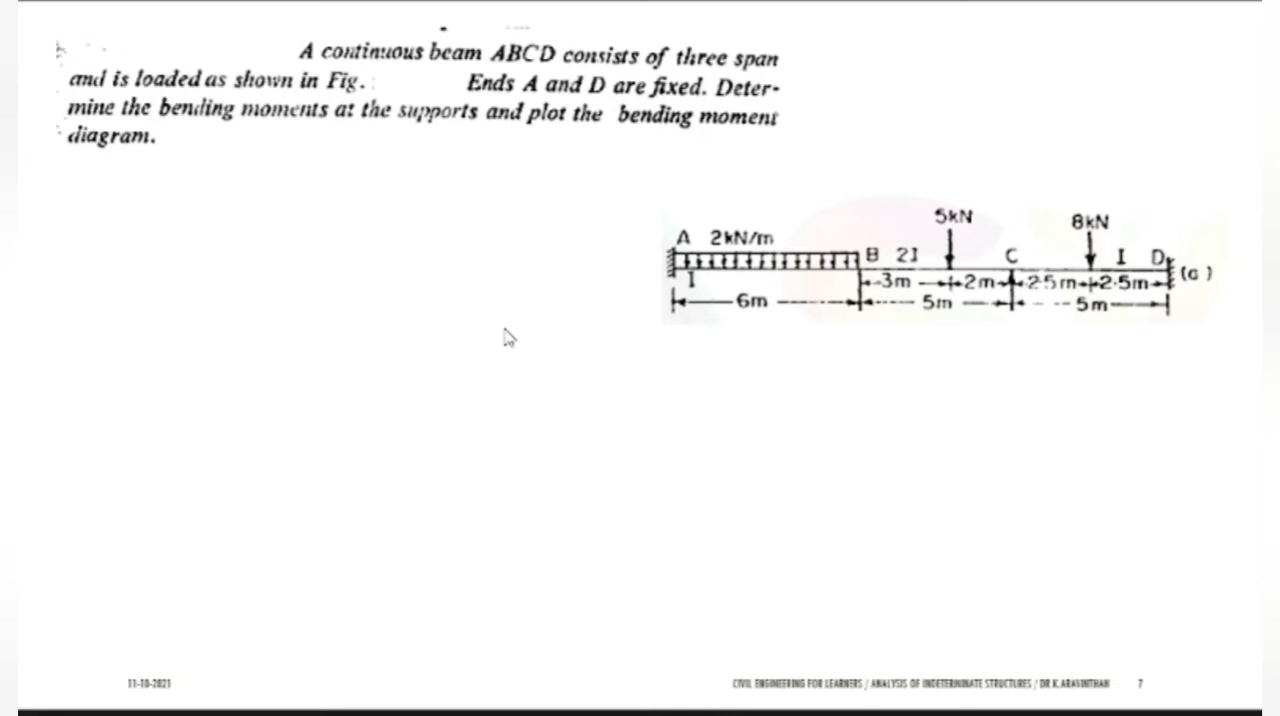 A continuous beam ABCD consists of three span
and is loaded as shown in Fig. Ends A and D are fixed. Deter-
mine the bending moments at the supports and plot the bending moment
diagram.
5kN 8kN
A 2kN/m B 2I C I D (a)
I 3m 2m 2.5m 2.5m
6m 5m 5m
11-10-2021 CIVIL ENGINEERING FOR LEARNERS / ANALYSIS OF INDETERMINATE STRUCTURES / DR K.ARAVINTHAN 7